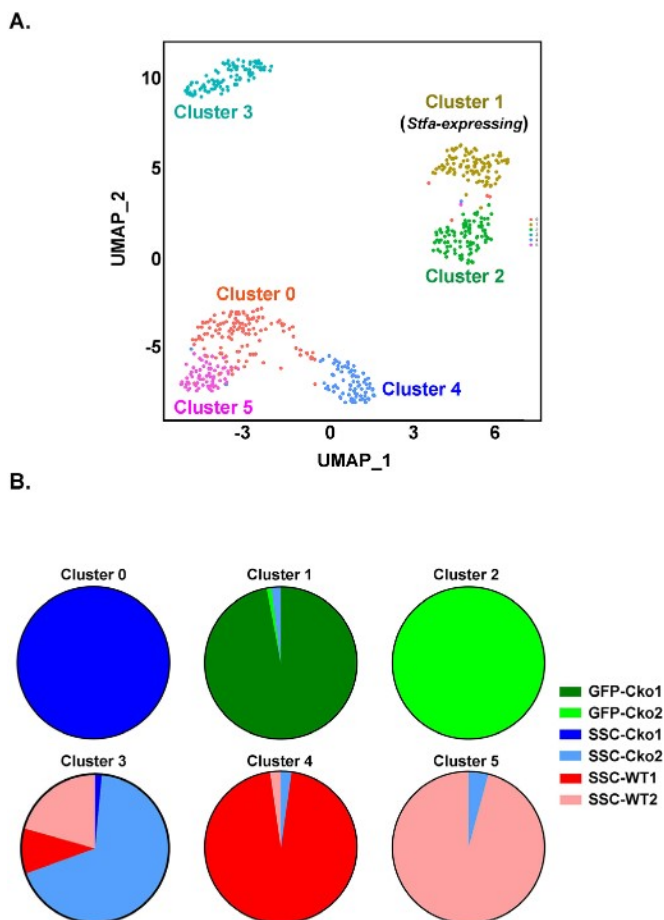 A.
10
5
0
-5
UMAP_2
Cluster 3
Cluster 1
(Stfa-expressing)
Cluster 2
Cluster 0
Cluster 5
Cluster 4
-3 0 3 6
UMAP_1
B.
Cluster 0 Cluster 1 Cluster 2
Cluster 3 Cluster 4 Cluster 5
GFP-Cko1
GFP-Cko2
SSC-Cko1
SSC-Cko2
SSC-WT1
SSC-WT2